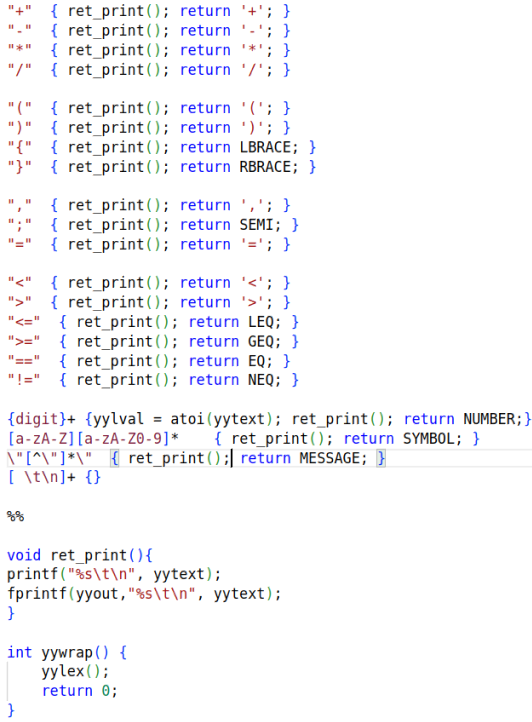 "+"  { ret_print(); return '+'; }
"-"  { ret_print(); return '-'; }
"*"  { ret_print(); return '*'; }
"/"  { ret_print(); return '/'; }

"("  { ret_print(); return '('; }
")"  { ret_print(); return ')'; }
"{"  { ret_print(); return LBRACE; }
"}"  { ret_print(); return RBRACE; }

","  { ret_print(); return ','; }
";"  { ret_print(); return SEMI; }
"="  { ret_print(); return '='; }

"<"  { ret_print(); return '<'; }
">"  { ret_print(); return '>'; }
"<="  { ret_print(); return LEQ; }
">="  { ret_print(); return GEQ; }
"=="  { ret_print(); return EQ; }
"!="  { ret_print(); return NEQ; }

{digit}+ {yylval = atoi(yytext); ret_print(); return NUMBER;}
[a-zA-Z][a-zA-Z0-9]*    { ret_print(); return SYMBOL; }
\"[^\"]*\"  { ret_print(); return MESSAGE; }
[ \t\n]+ {}

%%

void ret_print(){
printf("%s\t\n", yytext);
fprintf(yyout,"%s\t\n", yytext);
}

int yywrap() {
    yylex();
    return 0;
}